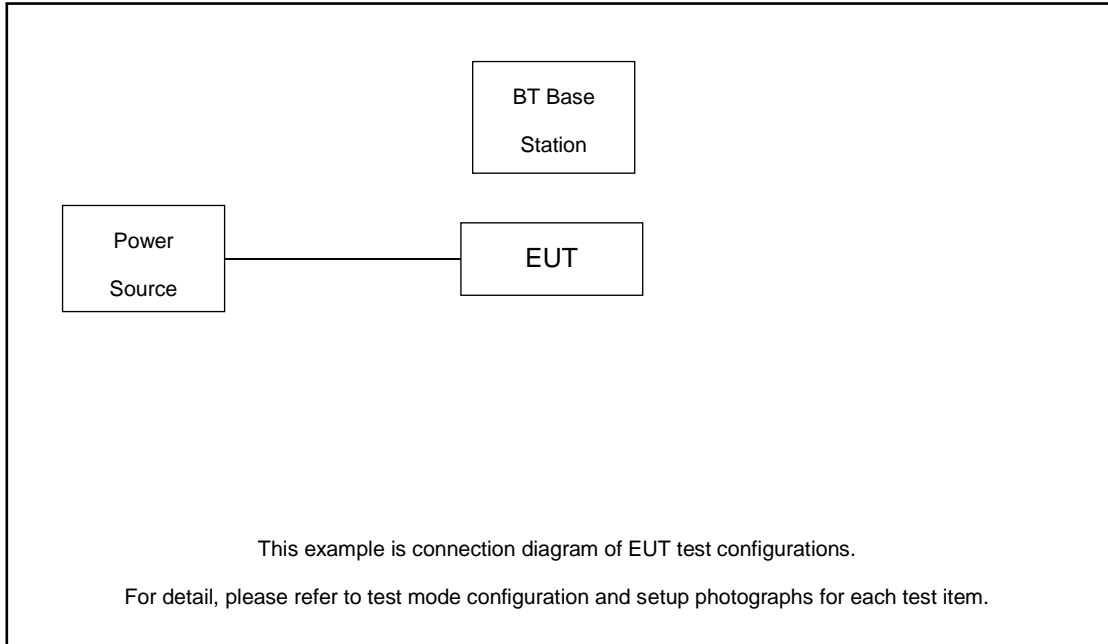 BT Base
Station
Power
Source
EUT
This example is connection diagram of EUT test configurations.
For detail, please refer to test mode configuration and setup photographs for each test item.